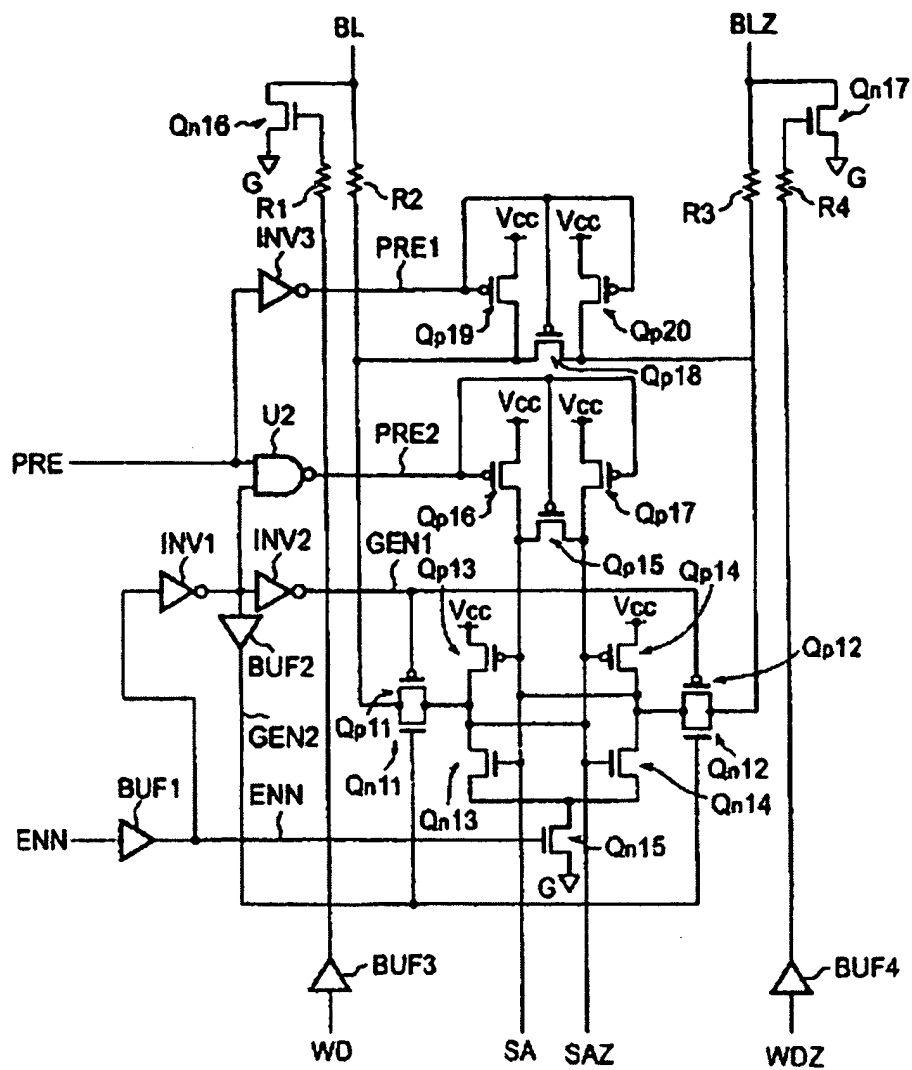 BL BLZ
Qn16 Qn17
G G
R1 R2 R3 R4
INV3 Vcc Vcc
PRE1
Qp19 Qp20
Qp18
U2 Vcc Vcc
PRE2
PRE
Qp16 Qp17
INV1 INV2 GEN1 Qp15
Qp13 Qp14
Vcc Vcc
BUF2 Qp12
Qp11
GEN2 Qn12
Qn11
BUF1 ENN Qn13 Qn14
ENN Qn15
G
BUF3 BUF4
WD SA SAZ WDZ